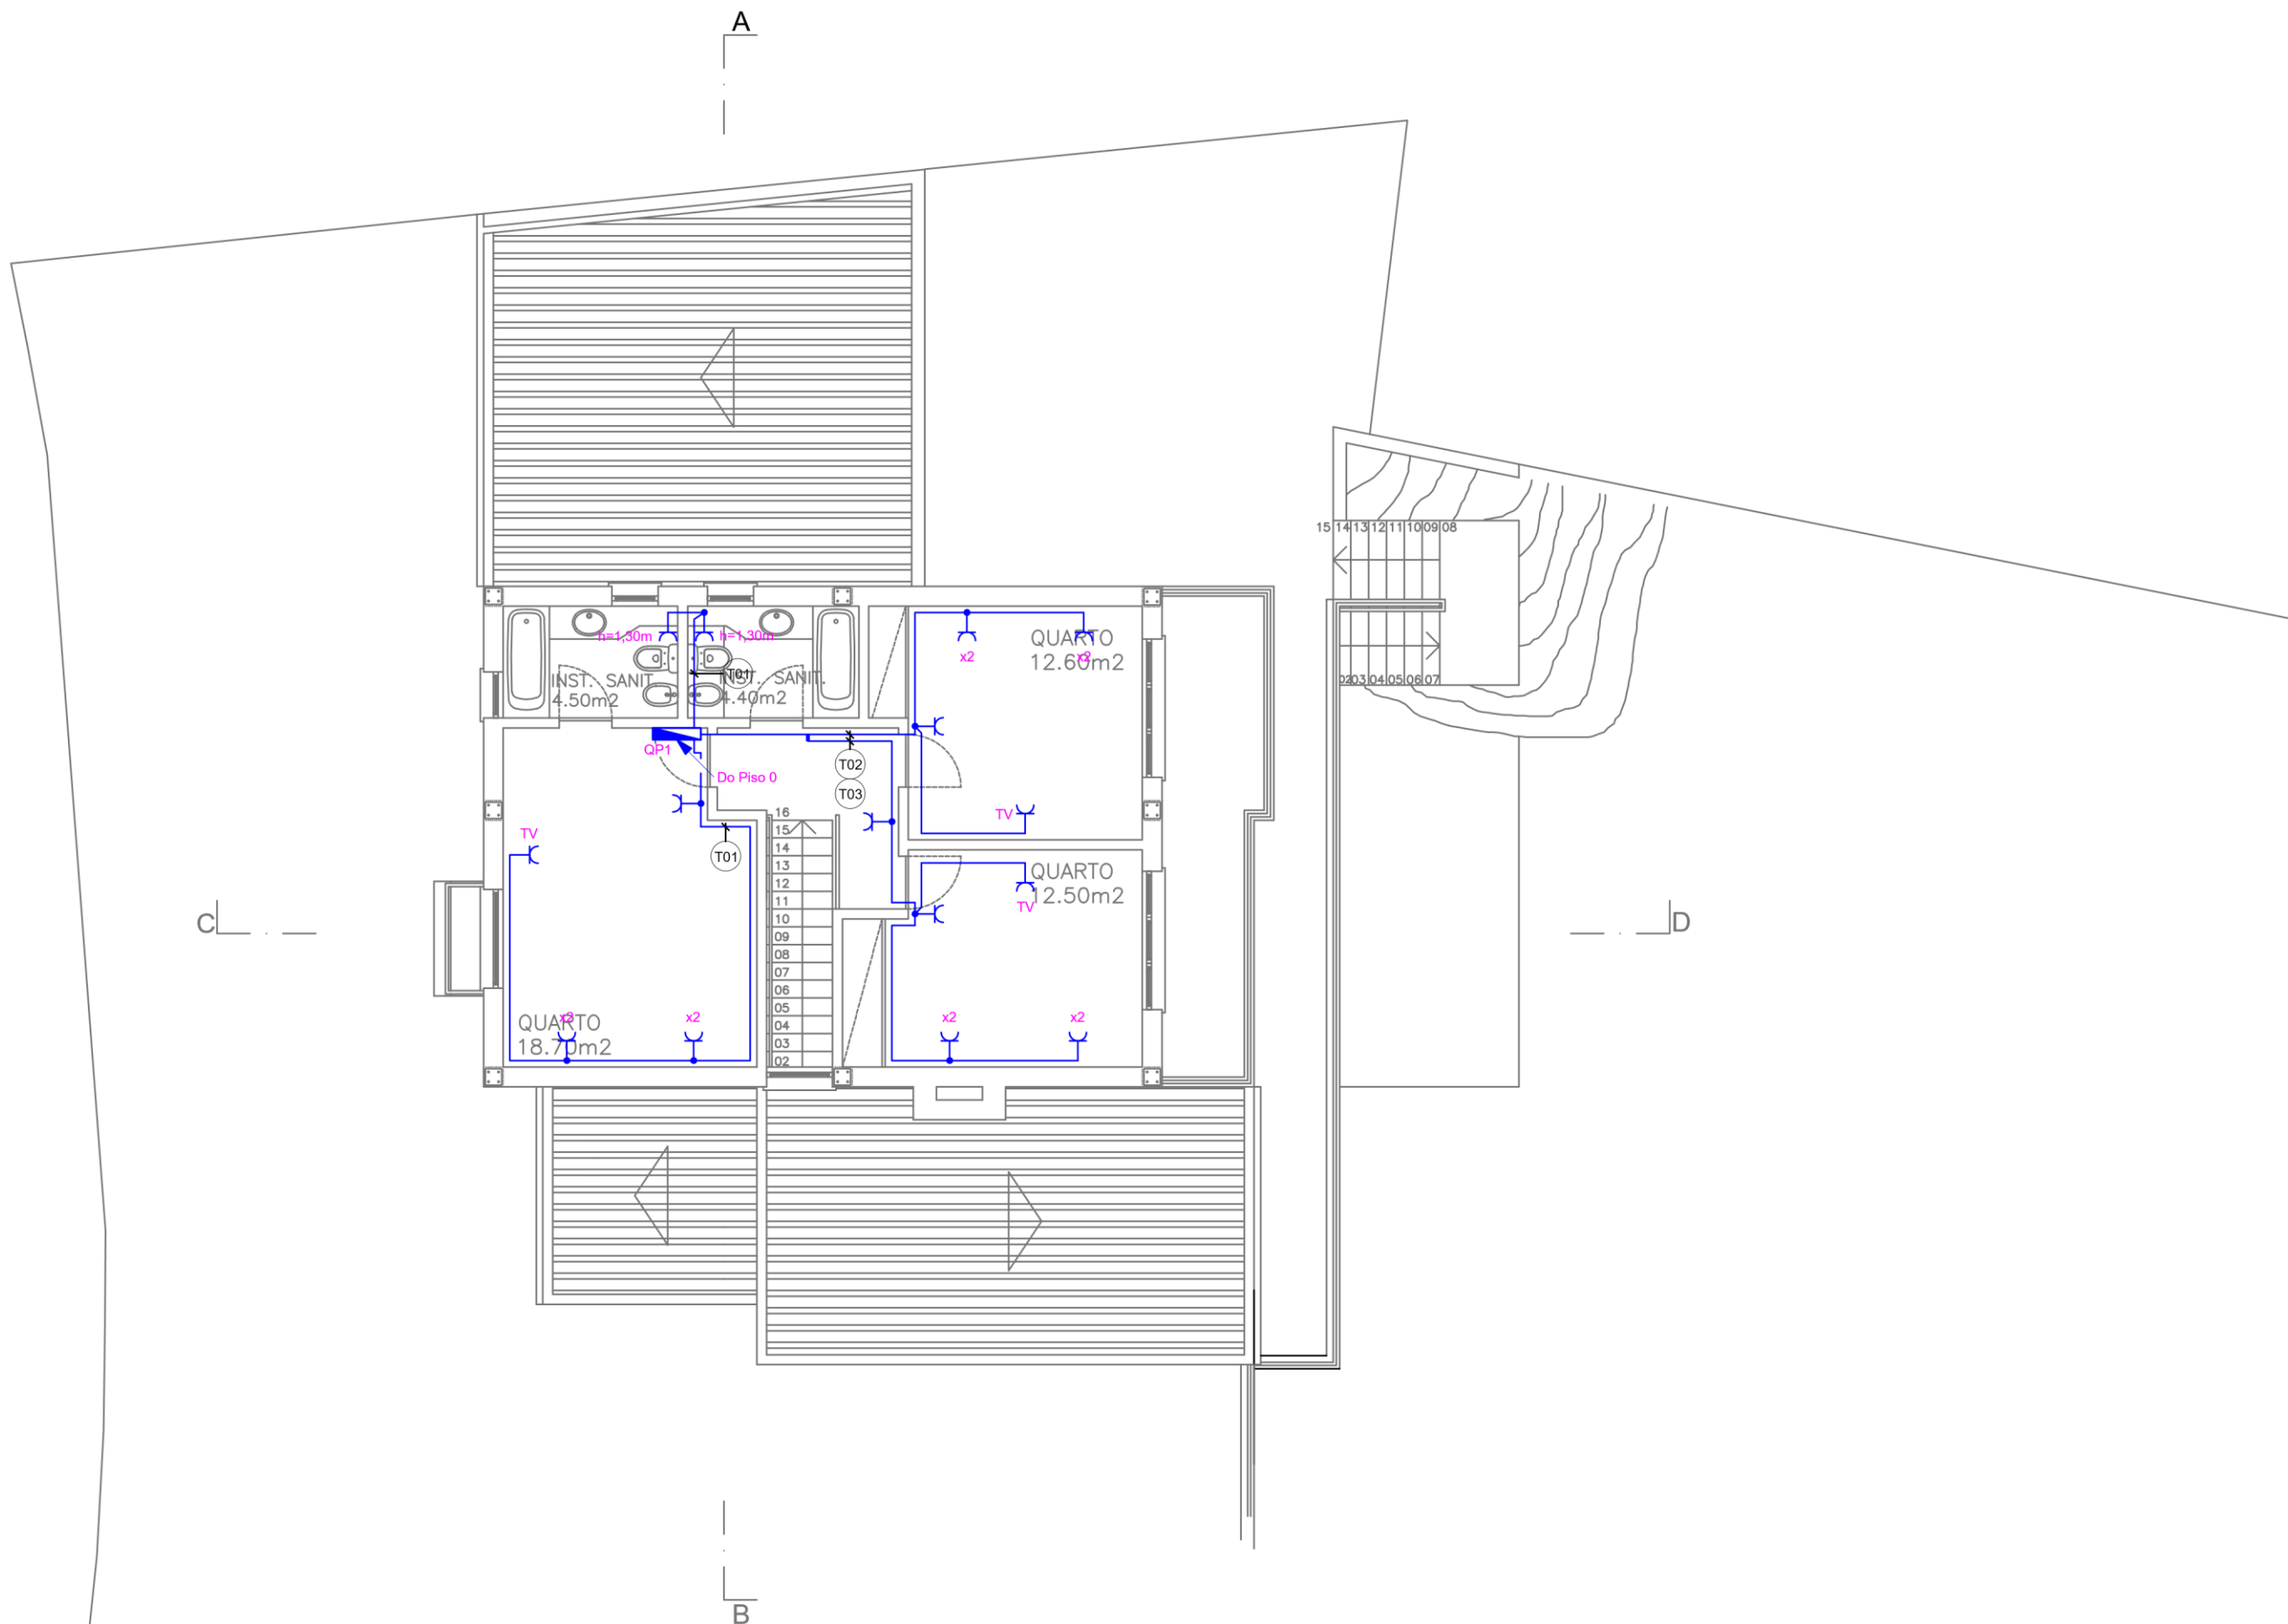 A
15 14 13 12 11 10 09 08
h=1,30m
h=1,30m
QUARTO
12.60m2
x2
x2
T01
INST. SANIT.
4.50m2
INST. SANIT.
4.40m2
02 03 04 05 06 07
QP1
Do Piso 0
T02
T03
TV
16
15
14
13
12
11
10
09
08
07
06
05
04
03
02
TV
T01
QUARTO
12.50m2
TV
C
D
x2
x2
QUARTO
18.70m2
x2
x2
B